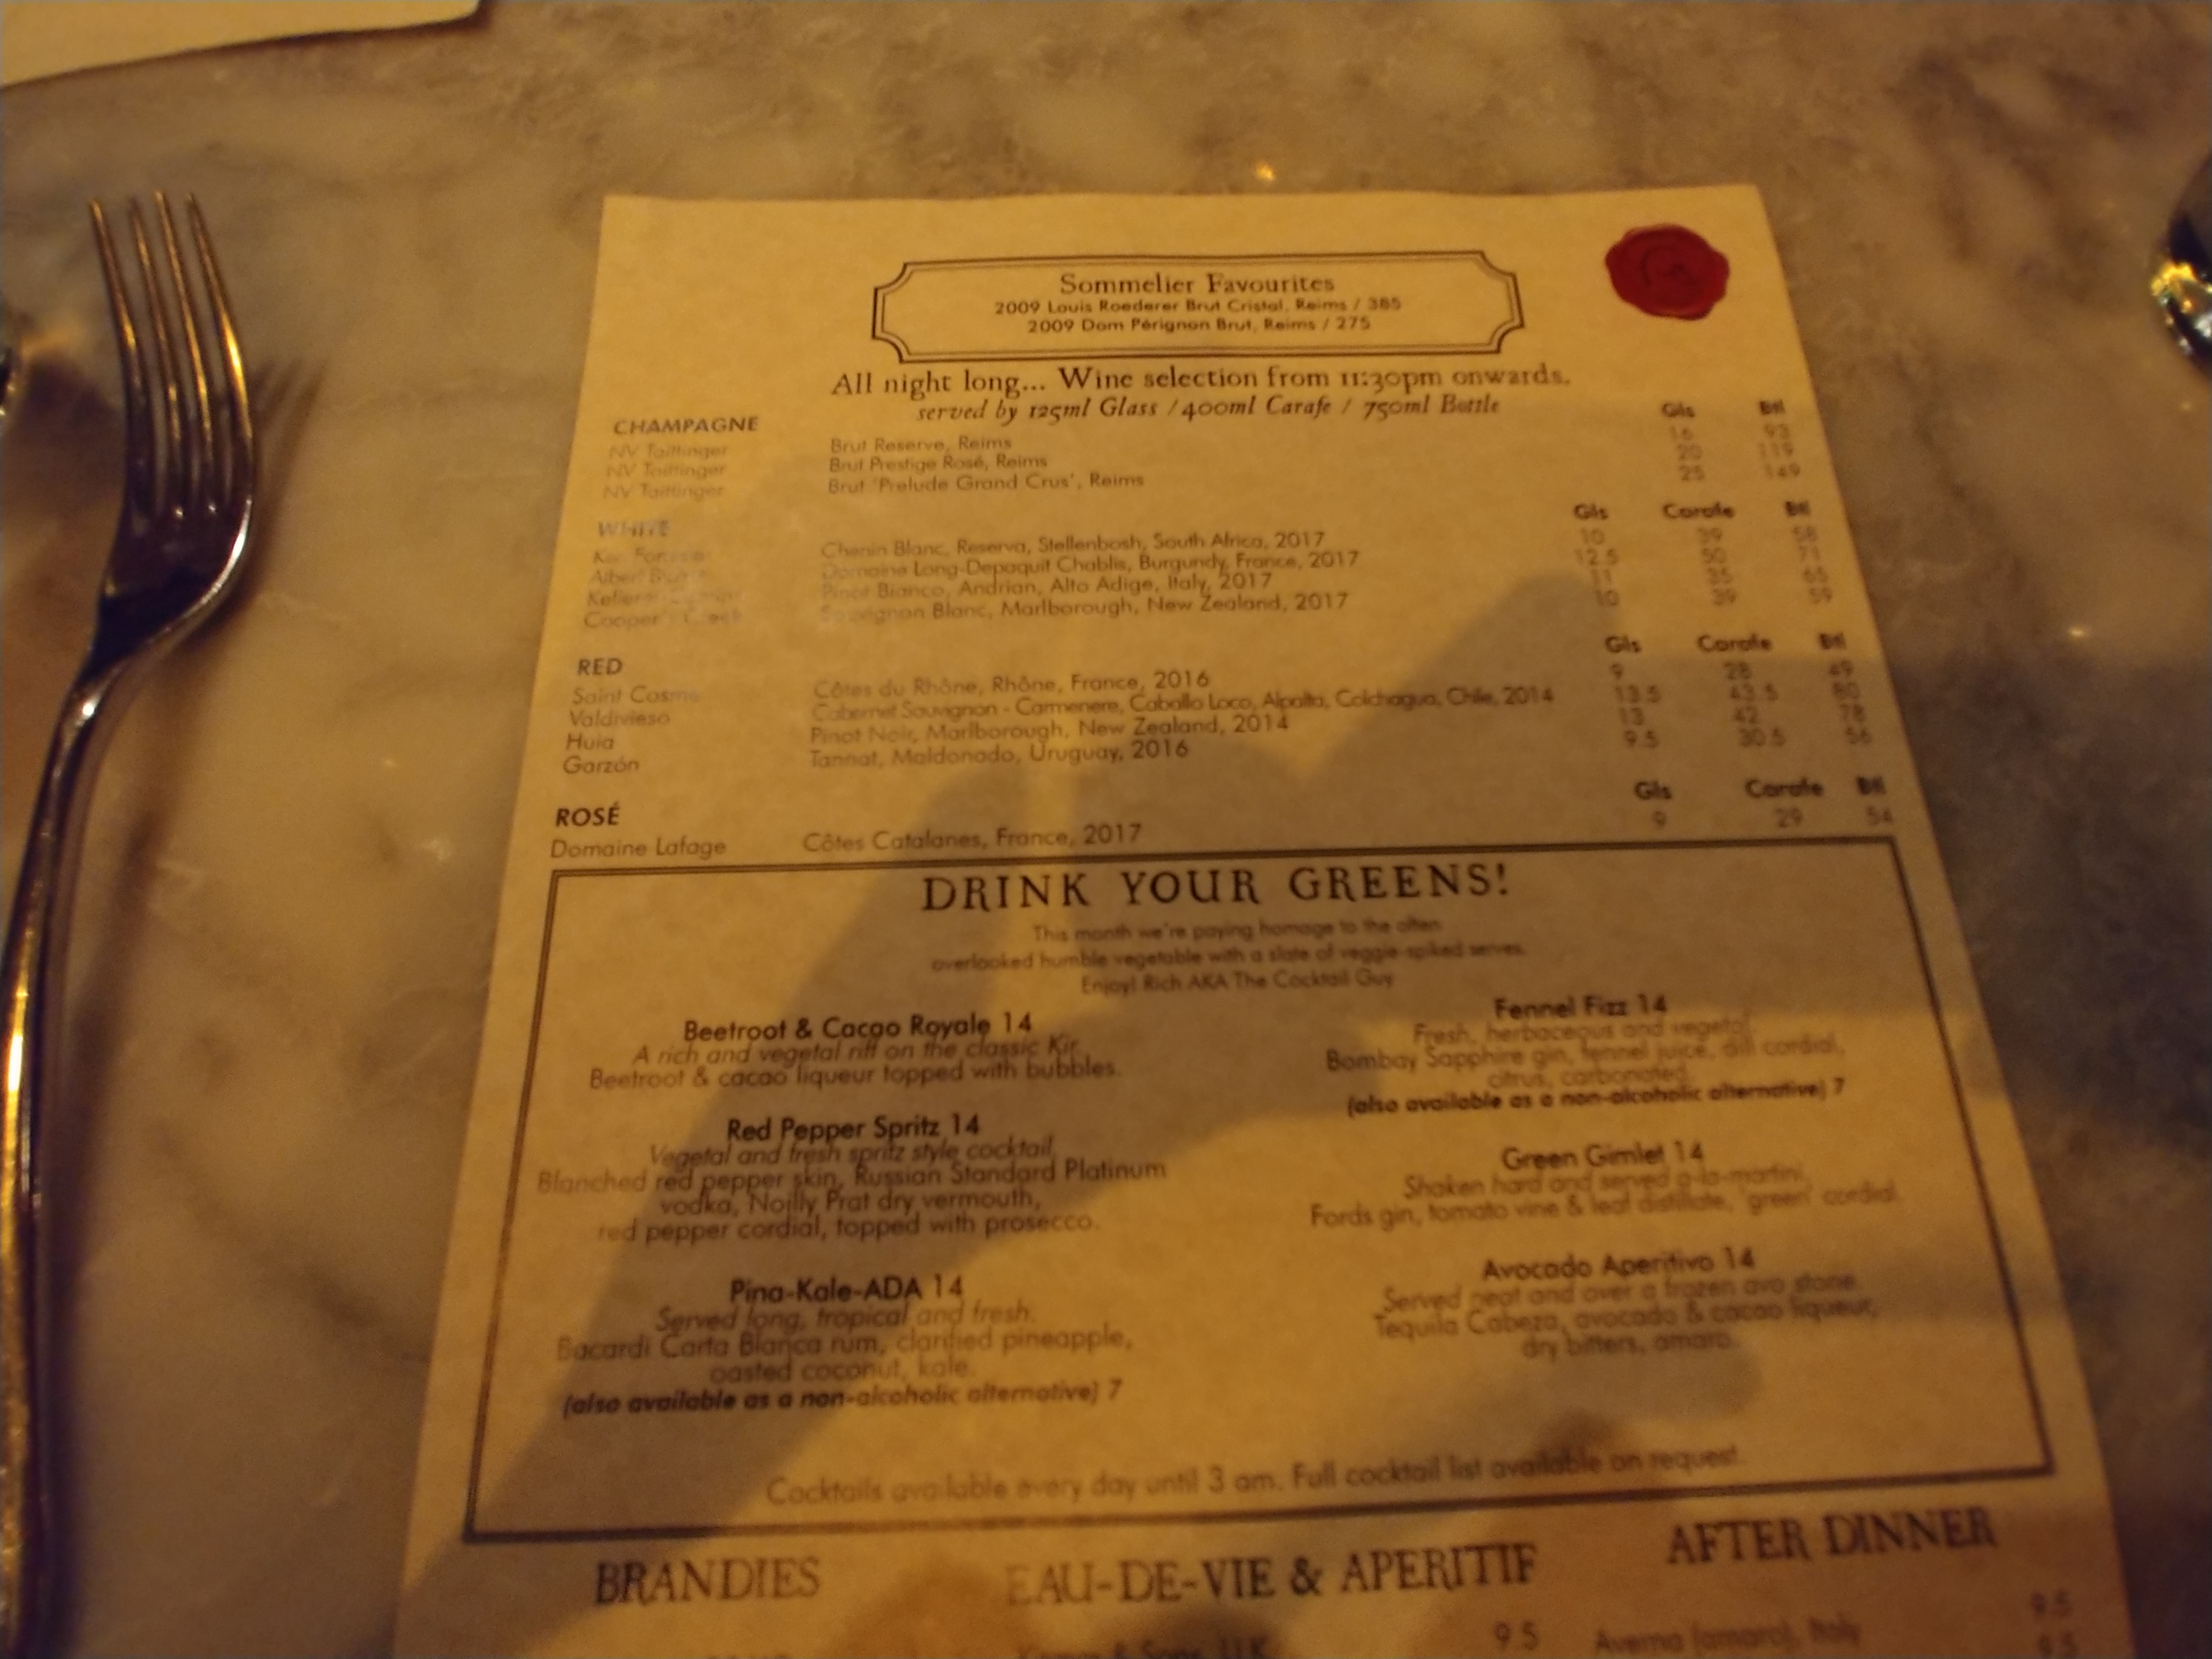 Sommelier Favourites
2009 Louis Roederer Brut Cristal, Reims / 385
2009 Dom Pérignon Brut, Reims / 275
All night long... Wine selection from 11:30pm onwards.
served by 125ml Glass / 400ml Carafe / 750ml Bottle
CHAMPAGNE Gls Btl
NV Taittinger Brut Reserve, Reims 16 93
NV Taittinger Brut Prestige Rosé, Reims 20 119
NV Taittinger Brut 'Prelude Grand Crus', Reims 25 149
WHITE Gls Carafe Btl
Chenin Blanc, Reserva, Stellenbosh, South Africa, 2017 10 39 58
Domaine Long-Depaquit Chablis, Burgundy, France, 2017 12.5 50 71
Pinot Bianco, Andrian, Alto Adige, Italy, 2017 11 35 65
Cooper's Creek Sauvignon Blanc, Marlborough, New Zealand, 2017 10 39 59
RED Gls Carafe Btl
Saint Cosme Côtes du Rhône, Rhône, France, 2016 9 28 49
Valdivieso Cabernet Sauvignon - Carmenere, Caballo Loco, Apalta, Colchagua, Chile, 2014 13.5 43.5 80
Huia Pinot Noir, Marlborough, New Zealand, 2014 13 42 78
Garzón Tannat, Maldonado, Uruguay, 2016 9.5 30.5 56
ROSÉ Gls Carafe Btl
Domaine Lafage Côtes Catalanes, France, 2017 9 29 54
DRINK YOUR GREENS!
This month we're paying homage to the often
overlooked humble vegetable with a slate of veggie-spiked serves.
Enjoy! Rich AKA The Cocktail Guy
Beetroot & Cacao Royale 14
A rich and vegetal riff on the classic Kir.
Beetroot & cacao liqueur topped with bubbles.
Red Pepper Spritz 14
Vegetal and fresh spritz style cocktail.
Blanched red pepper skin, Russian Standard Platinum
vodka, Noilly Prat dry vermouth,
red pepper cordial, topped with prosecco.
Pina-Kale-ADA 14
Served long, tropical and fresh.
Bacardi Carta Blanca rum, clarified pineapple,
oasted coconut, kale.
(also available as a non-alcoholic alternative) 7
Fennel Fizz 14
Fresh, herbaceous and vegetal
Bombay Sapphire gin, fennel juice, dill cordial,
citrus, carbonated.
(also available as a non-alcoholic alternative) 7
Green Gimlet 14
Shaken hard and served a-la-martini.
Fords gin, tomato vine & leaf distillate, 'green' cordial.
Avocado Aperitivo 14
Served neat and over a frozen avo stone.
Tequila Cabeza, avocado & cacao liqueur,
dry bitters, amaro.
Cocktails available every day until 3 am. Full cocktail list available on request.
BRANDIES
EAU-DE-VIE & APERITIF
& Sons, U.K. 9.5
AFTER DINNER
9.5
Averna (amaro), Italy 9.5